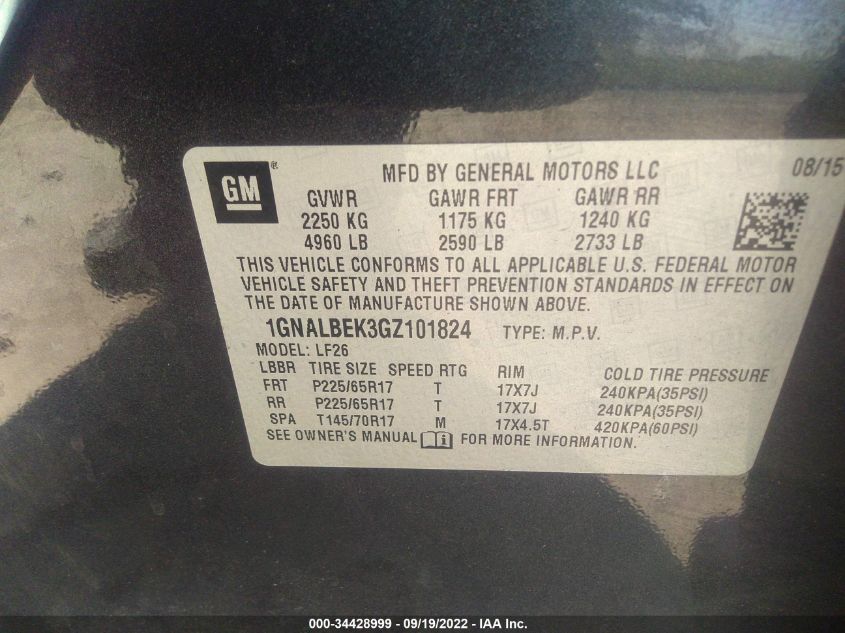 GM ®
MFD BY GENERAL MOTORS LLC 08/15
GVWR GAWR FRT GAWR RR
2250 KG 1175 KG 1240 KG
4960 LB 2590 LB 2733 LB
THIS VEHICLE CONFORMS TO ALL APPLICABLE U.S. FEDERAL MOTOR
VEHICLE SAFETY AND THEFT PREVENTION STANDARDS IN EFFECT ON
THE DATE OF MANUFACTURE SHOWN ABOVE.
1GNALBEK3GZ101824 TYPE: M.P.V.
MODEL: LF26
LBBR TIRE SIZE SPEED RTG RIM COLD TIRE PRESSURE
FRT P225/65R17 T 17X7J 240KPA(35PSI)
RR P225/65R17 T 17X7J 240KPA(35PSI)
SPA T145/70R17 M 17X4.5T 420KPA(60PSI)
SEE OWNER'S MANUAL FOR MORE INFORMATION.
000-34428999 - 09/19/2022 - IAA Inc.